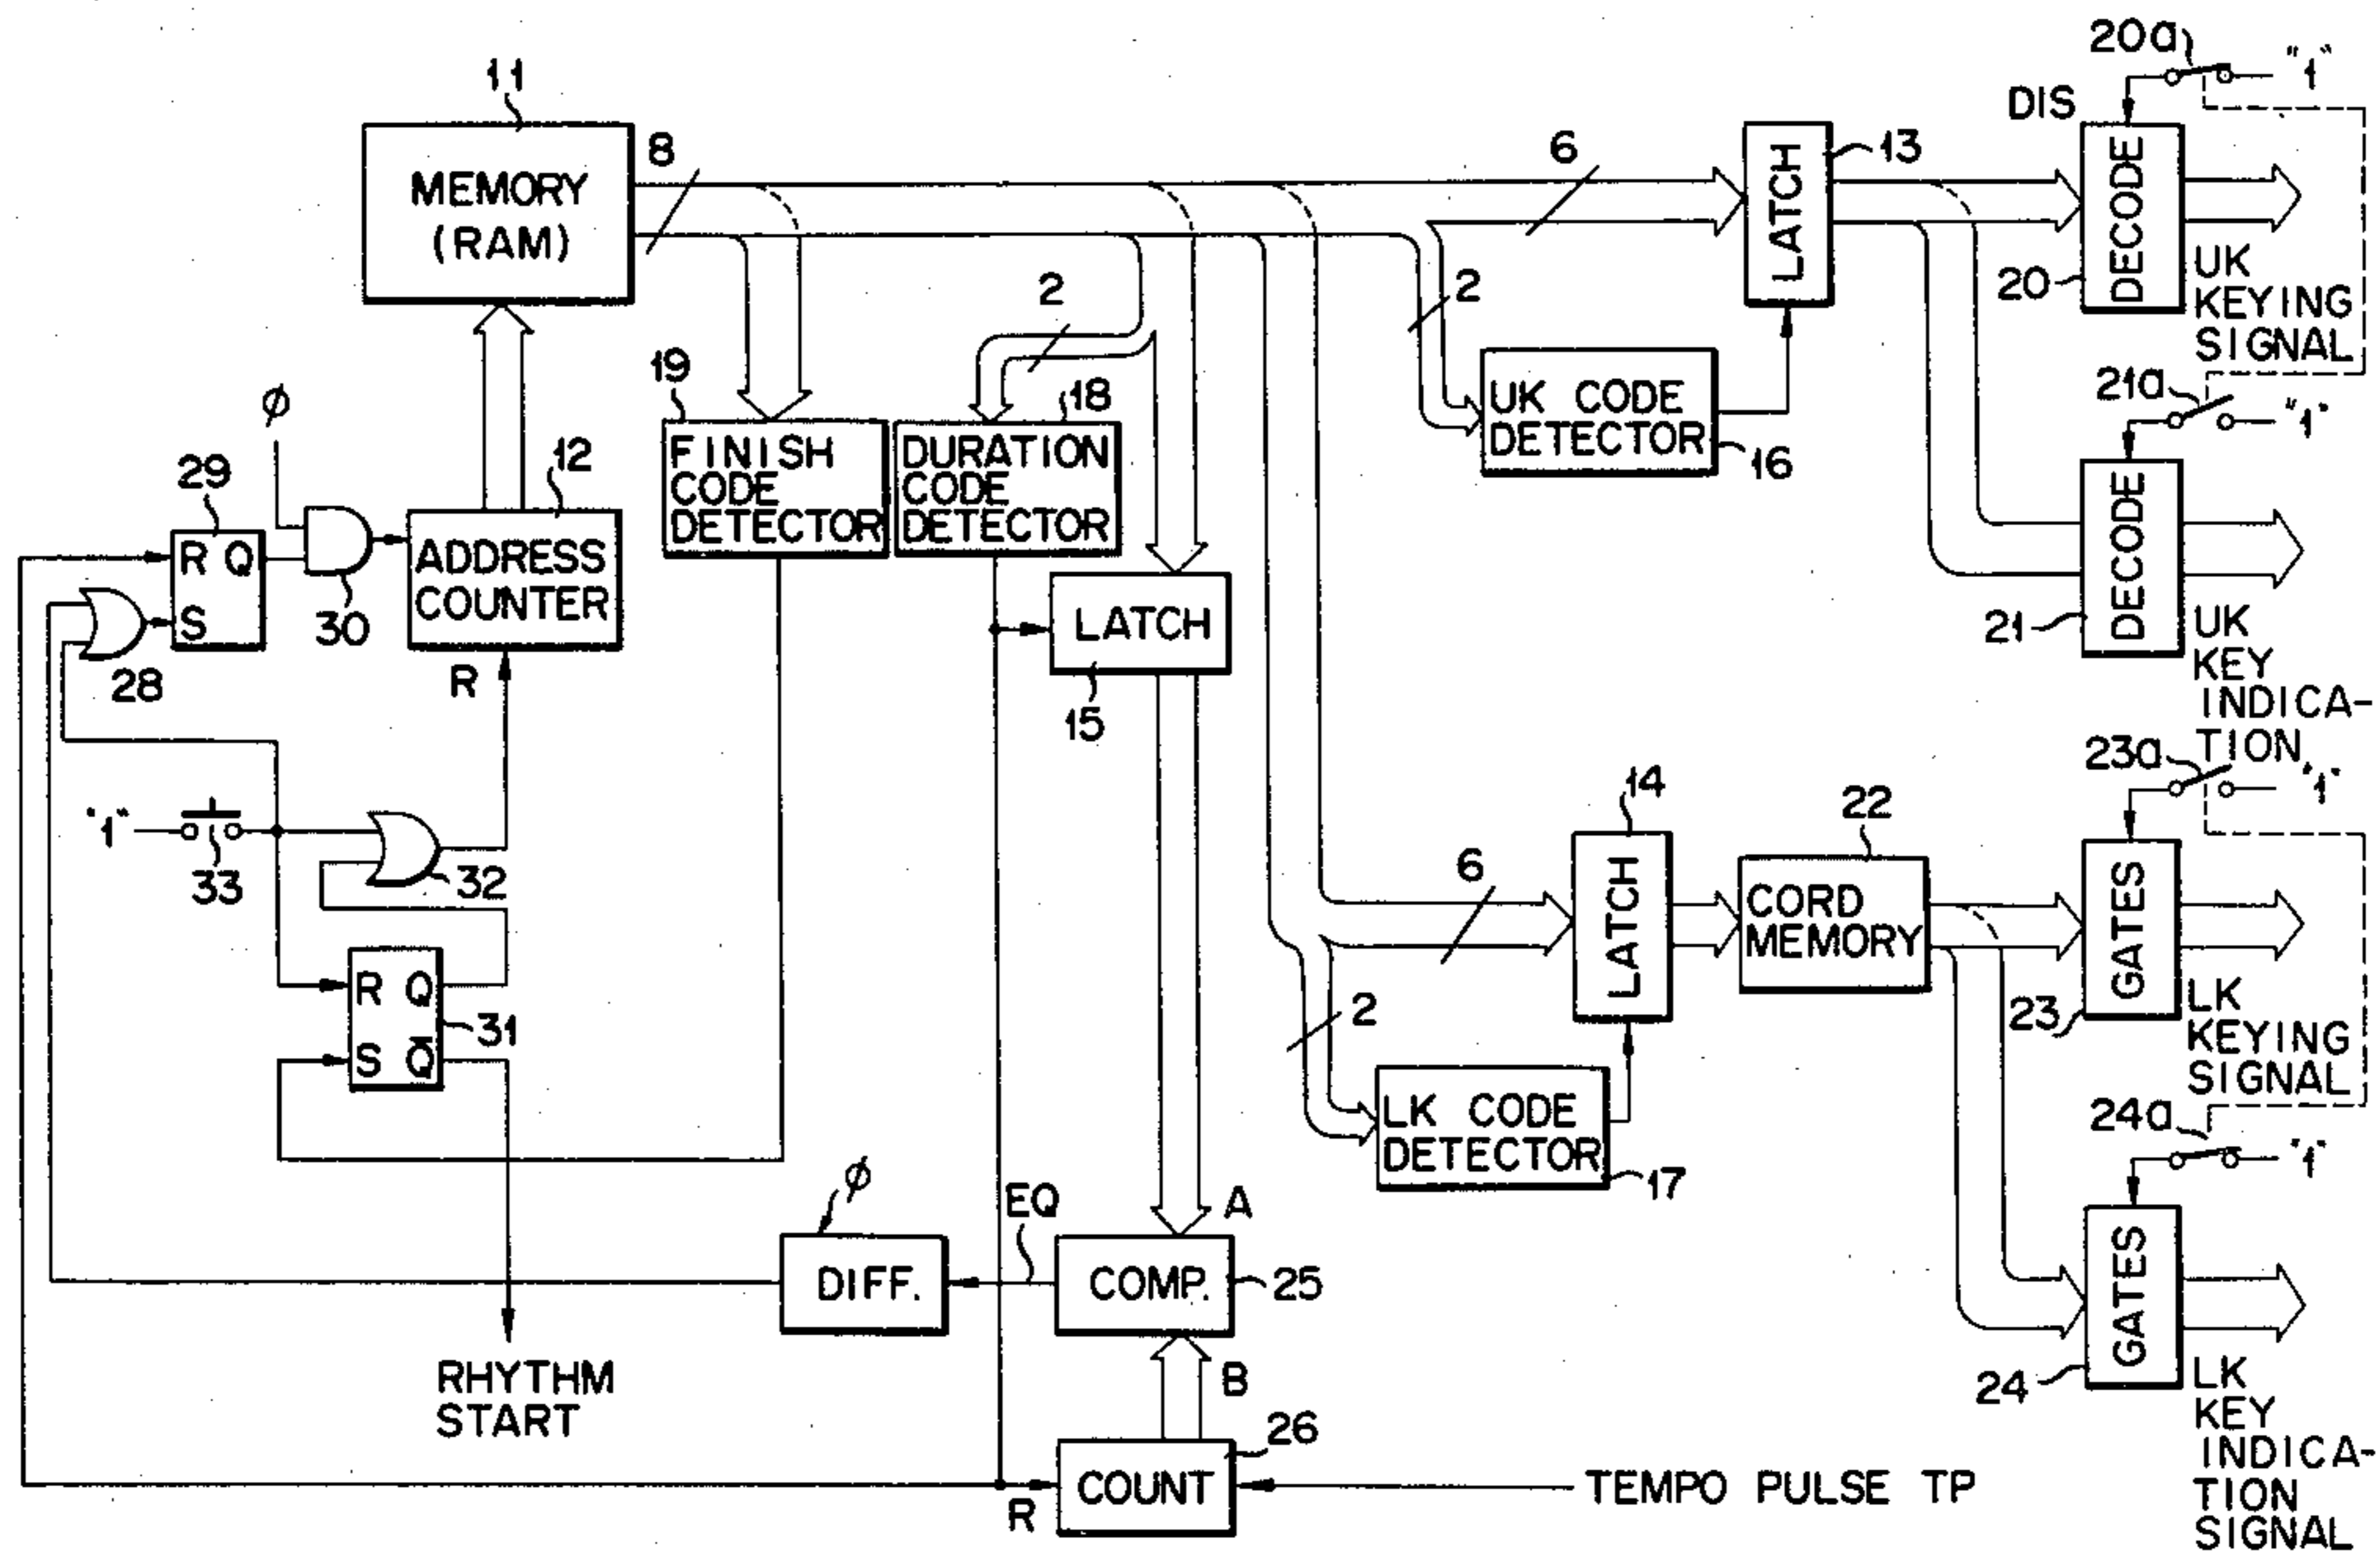 11
MEMORY
(RAM)
8
6
LATCH
13
20a
"1"
DIS
DECODE
20
UK
KEYING
SIGNAL
2
2
UK CODE
DETECTOR
16
21a
"1"
DECODE
21
UK
KEY
INDICA-
TION
φ
29
R Q
S
28
30
12
ADDRESS
COUNTER
R
19
FINISH
CODE
DETECTOR
18
DURATION
CODE
DETECTOR
LATCH
15
"1"
33
32
R Q
S Q̄
31
14
LATCH
6
22
CORD
MEMORY
23a
"1"
GATES
23
LK
KEYING
SIGNAL
2
LK CODE
DETECTOR
17
24a
"1"
GATES
24
LK
KEY
INDICA-
TION
SIGNAL
φ
DIFF.
EQ
A
COMP.
25
B
RHYTHM
START
26
R
COUNT
TEMPO PULSE TP